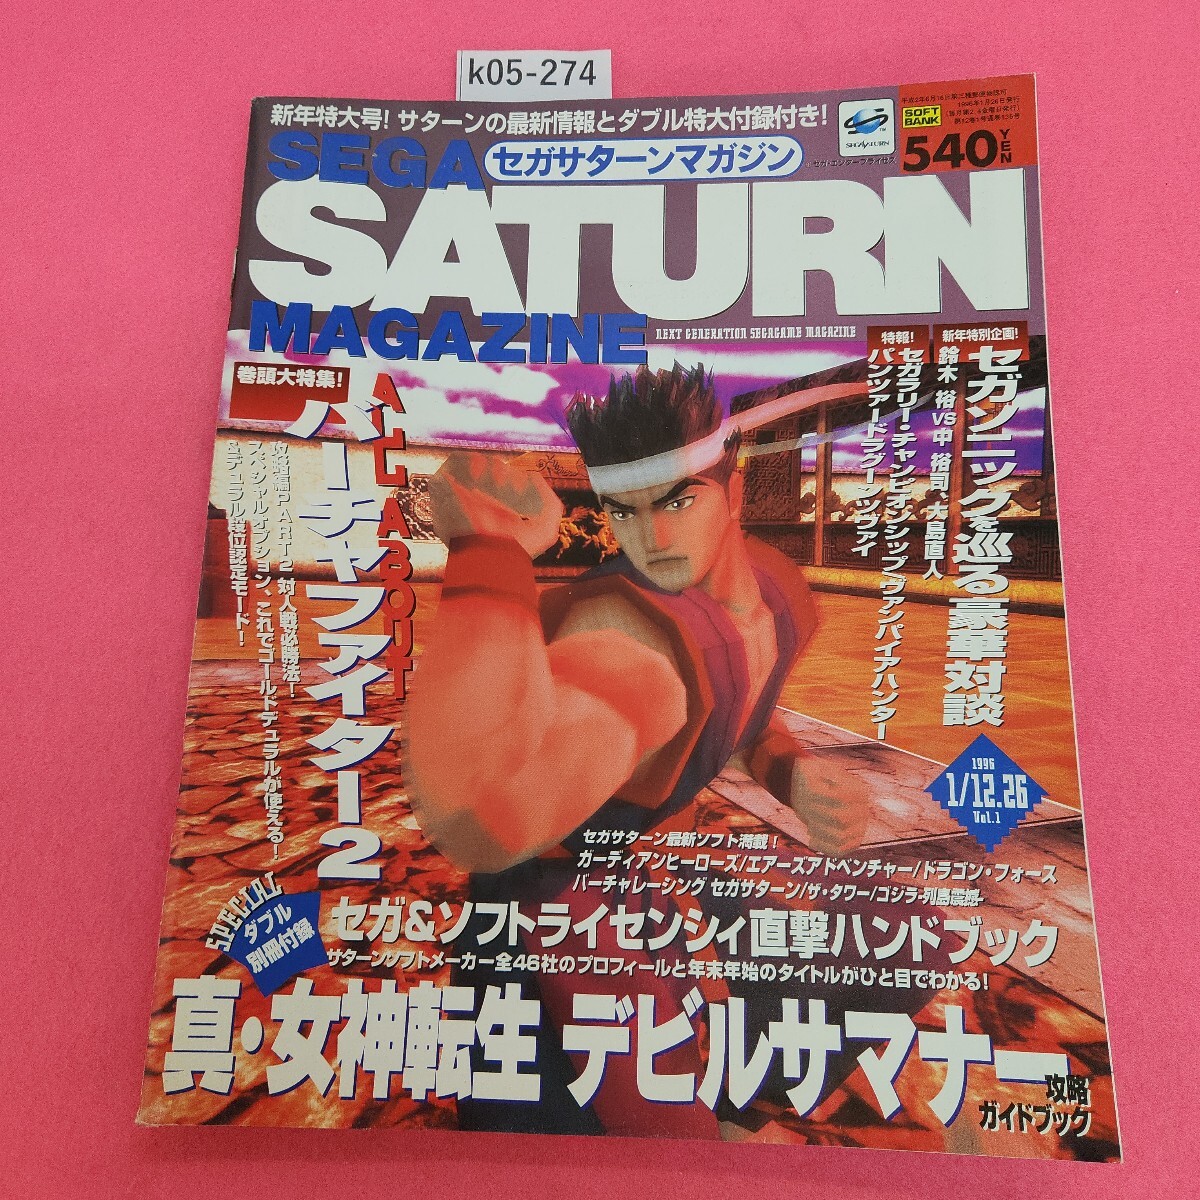 k05-274
新年特大号!サターンの最新情報とダブル特大付録付き!
SEGA SATURN
セガ・エンタープライゼス
SOFT BANK
540 YEN
SEGA
セガサターンマガジン
SATURN
MAGAZINE
NEXT GENERATION SEGAGAME MAGAZINE
巻頭大特集!
ALL ABOUT
バーチャファイター2
攻略編PART2 対人戦必勝法!
スペシャルオプション、これでゴールドデュラルが使える!
&デュラル段位認定モード!
新年特別企画!
セガソニックを巡る豪華対談
鈴木 裕VS中 裕司、大島直人
特報!
セガラリー・チャンピオンシップ/ヴァンパイアハンター
パンツァードラグーンツヴァイ
1996
1/12.26
Vol.1
セガサターン最新ソフト満載!
ガーディアンヒーローズ/エアーズアドベンチャー/ドラゴン・フォース
バーチャレーシング セガサターン/ザ・タワー/ゴジラ-列島震撼-
SPECIAL
ダブル
別冊付録
セガ&ソフトライセンシィ直撃ハンドブック
サターンソフトメーカー全46社のプロフィールと年末年始のタイトルがひと目でわかる!
真・女神転生 デビルサマナー
攻略
ガイドブック